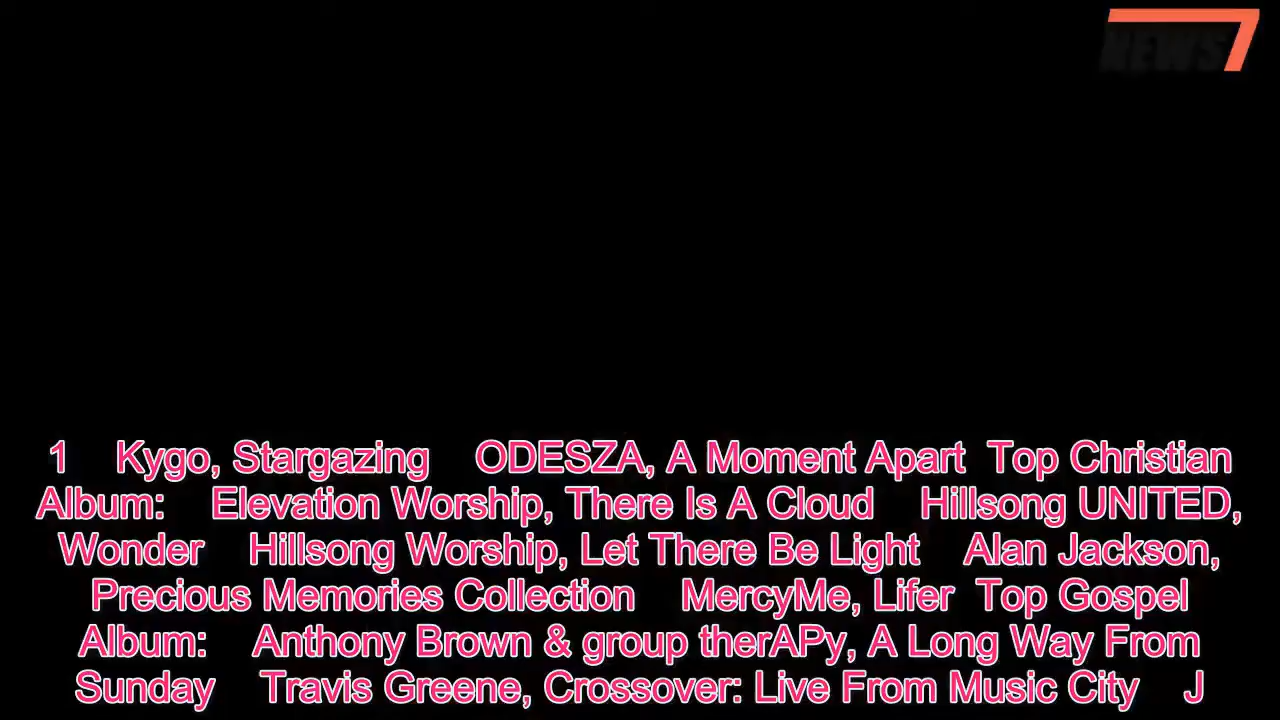 NEWS7
1 Kygo, Stargazing ODESZA, A Moment Apart Top Christian
Album: Elevation Worship, There Is A Cloud Hillsong UNITED,
Wonder Hillsong Worship, Let There Be Light Alan Jackson,
Precious Memories Collection MercyMe, Lifer Top Gospel
Album: Anthony Brown & group therAPy, A Long Way From
Sunday Travis Greene, Crossover: Live From Music City J